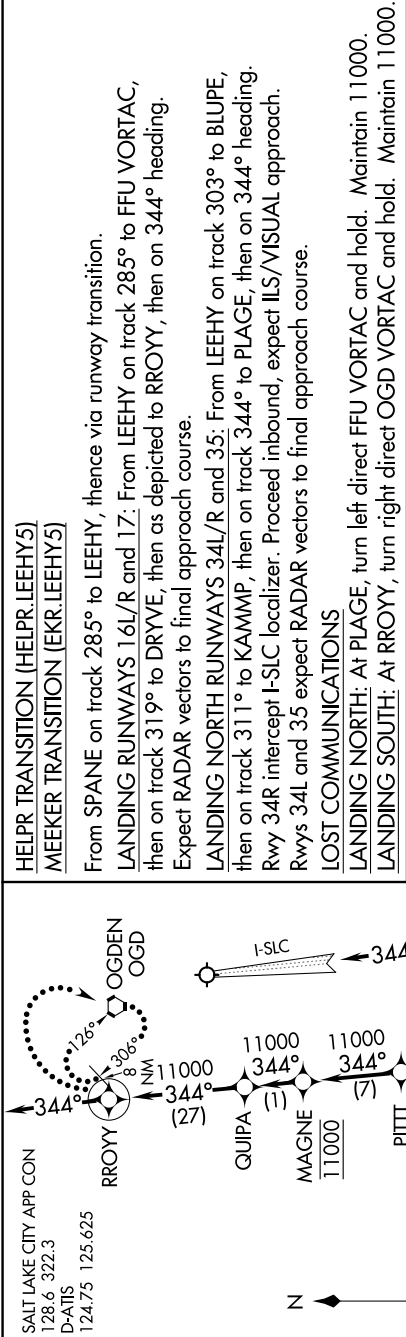 HELPR TRANSITION (HELPR.LEEHY5)
MEEKER TRANSITION (EKR.LEEHY5)
From SPANE on track 285° to LEEHY, thence via runway transition.
LANDING RUNWAYS 16L/R and 17: From LEEHY on track 285° to FFU VORTAC,
then on track 319° to DRYVE, then as depicted to RROYY, then on 344° heading.
Expect RADAR vectors to final approach course.
LANDING NORTH RUNWAYS 34L/R and 35: From LEEHY on track 303° to BLUPE,
then on track 311° to KAMMP, then on track 344° to PLAGE, then on 344° heading.
Rwy 34R intercept I-SLC localizer. Proceed inbound, expect ILS/VISUAL approach.
Rwys 34L and 35 expect RADAR vectors to final approach course.
LOST COMMUNICATIONS
LANDING NORTH: At PLAGE, turn left direct FFU VORTAC and hold. Maintain 11000.
LANDING SOUTH: At RROYY, turn right direct OGD VORTAC and hold. Maintain 11000.
SALT LAKE CITY APP CON
128.6 322.3
D-ATIS
124.75 125.625
344°
RROYY
126°
306°
8
NM
OGDEN
OGD
11000
344°
(27)
QUIPA
11000
344°
(1)
MAGNE
11000
11000
344°
(7)
PITTT
I-SLC
344
N